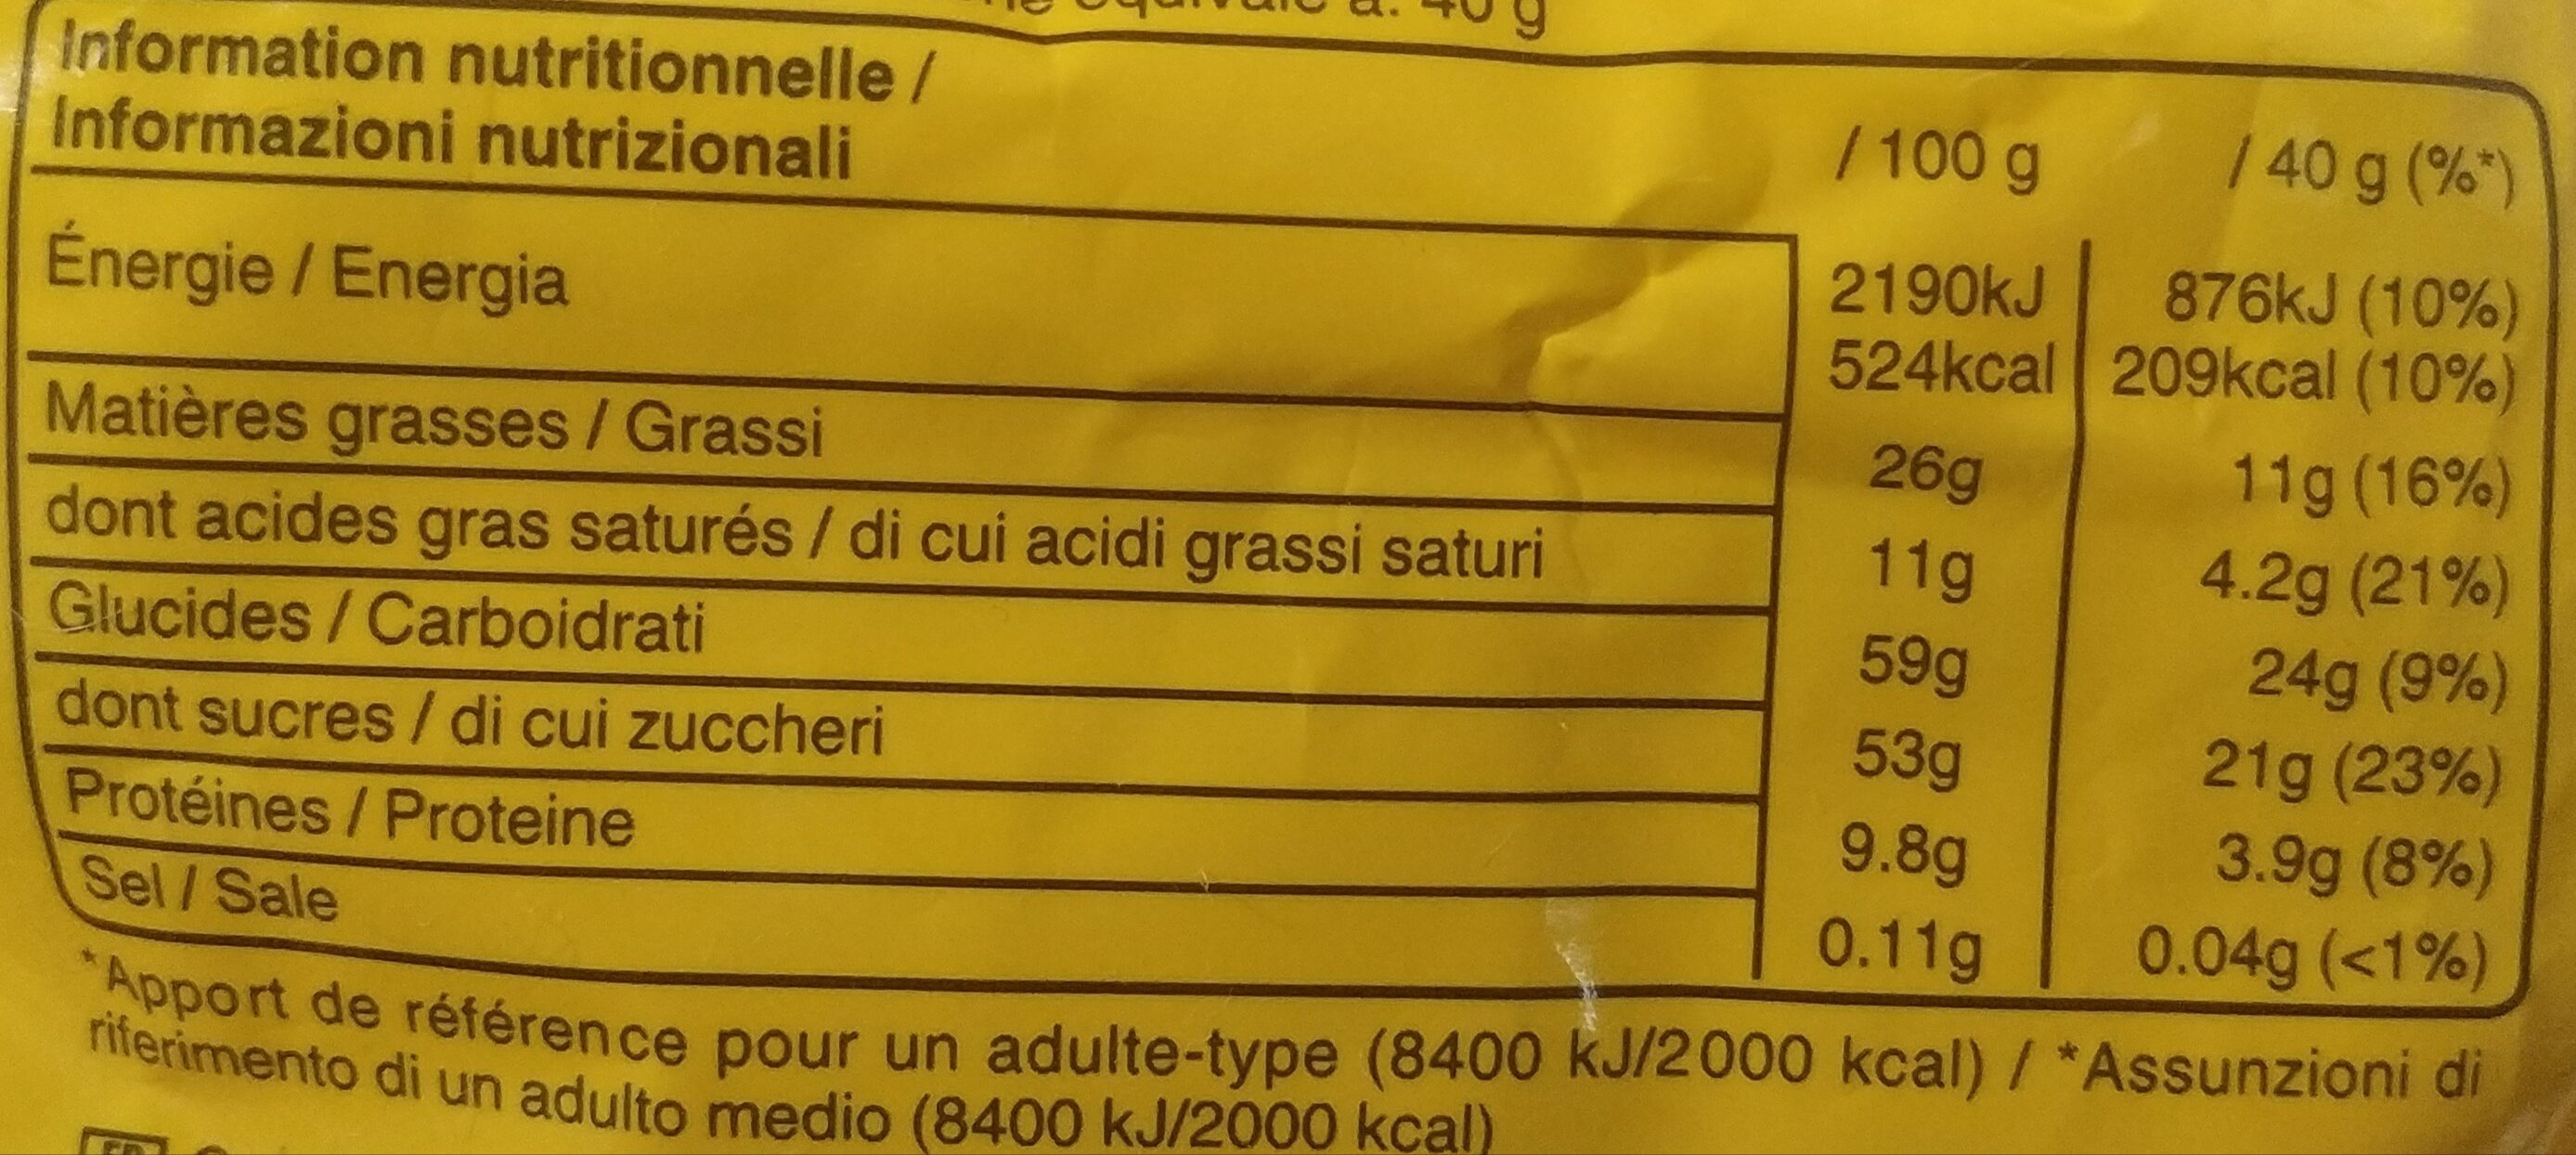 40 g
Information nutritionnelle /
Informazioni nutrizionali / 100 g / 40 g (%*)
Énergie / Energia 2190kJ 876kJ (10%)
524kcal 209kcal (10%)
Matières grasses / Grassi 26g 11g (16%)
dont acides gras saturés / di cui acidi grassi saturi 11g 4.2g (21%)
Glucides / Carboidrati 59g 24g (9%)
dont sucres / di cui zuccheri 53g 21g (23%)
Protéines / Proteine 9.8g 3.9g (8%)
Sel / Sale 0.11g 0.04g (<1%)
*Apport de référence pour un adulte-type (8400 kJ/2000 kcal) / *Assunzioni di
riferimento di un adulto medio (8400 kJ/2000 kcal)